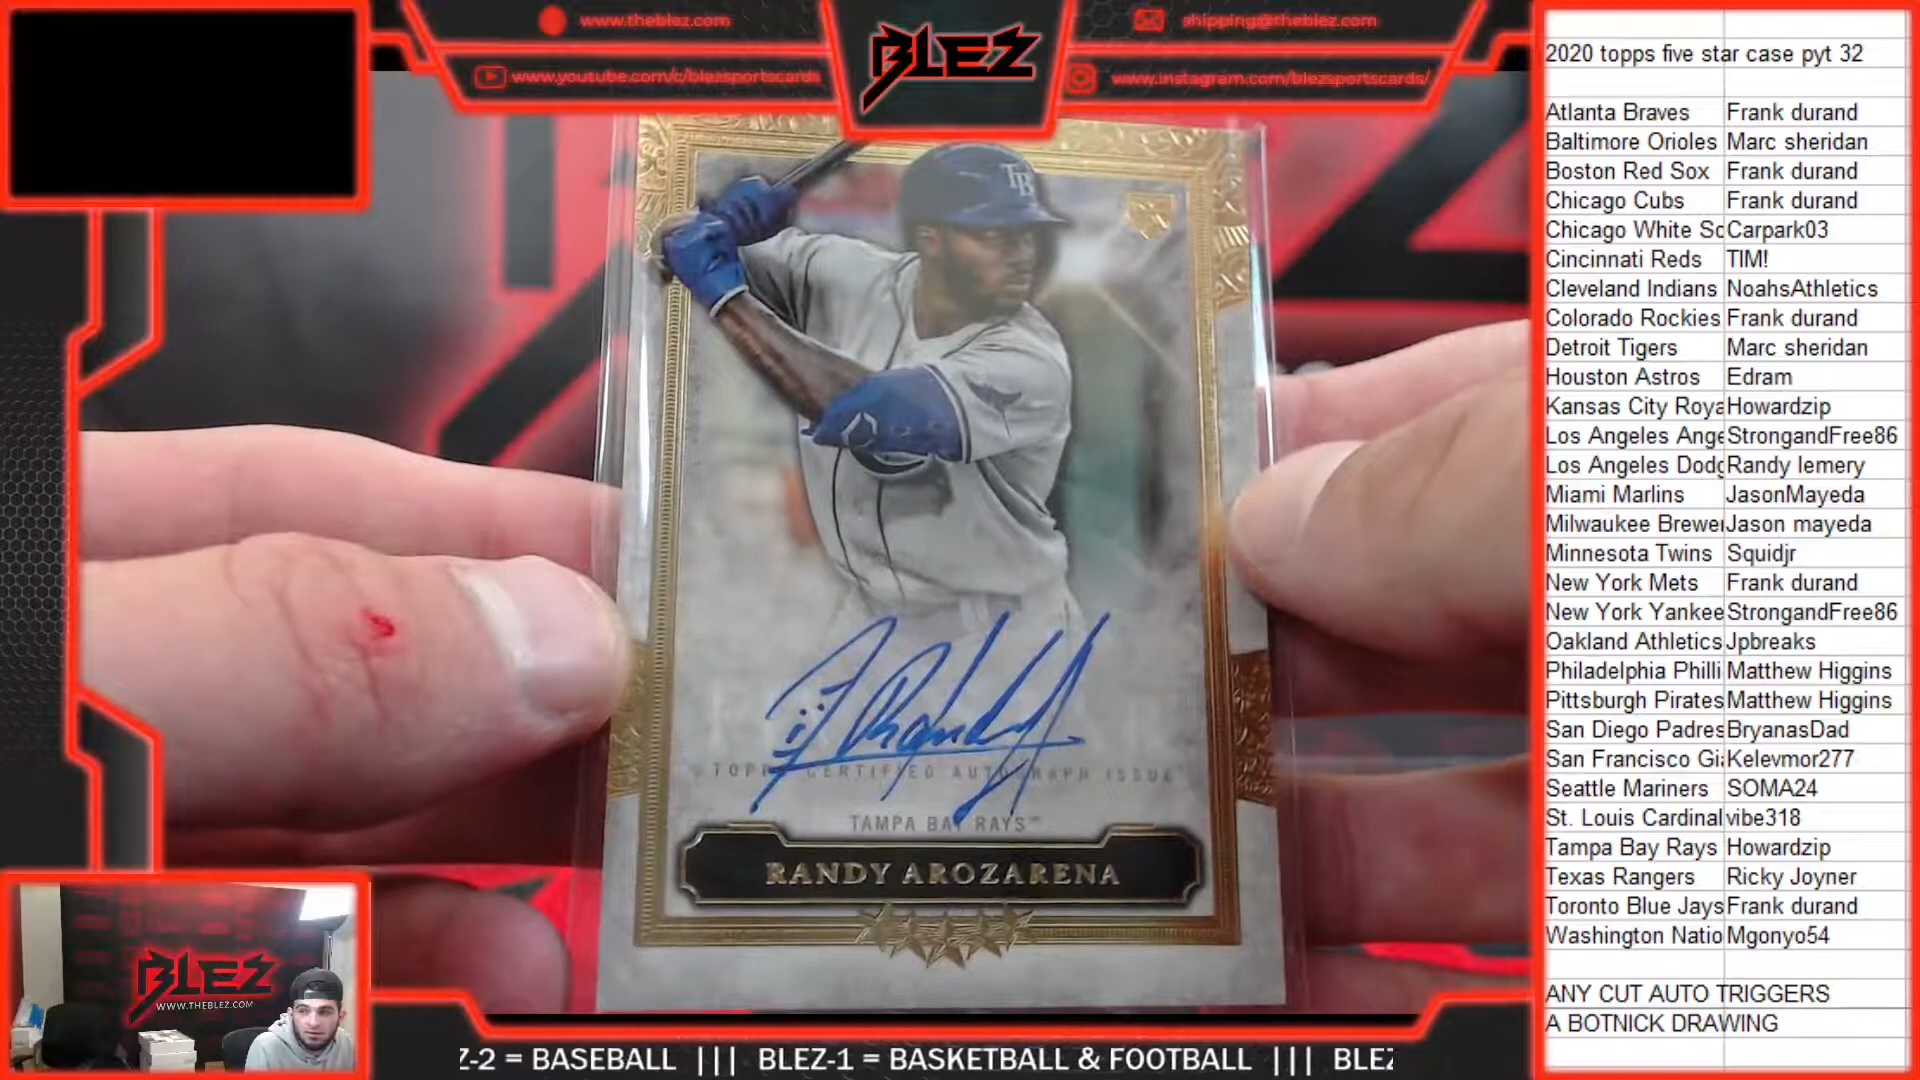 www.theblez.com
shipping@theblez.com
BLEZ
www.youtube.com/c/blezsportscards
www.instagram.com/blezsportscards/
TB
TOPPS CERTIFIED AUTOGRAPH ISSUE
TAMPA BAY RAYS™
RANDY AROZARENA
2020 topps five star case pyt 32
Atlanta Braves Frank durand
Baltimore Orioles Marc sheridan
Boston Red Sox Frank durand
Chicago Cubs Frank durand
Chicago White So Carpark03
Cincinnati Reds TIM!
Cleveland Indians NoahsAthletics
Colorado Rockies Frank durand
Detroit Tigers Marc sheridan
Houston Astros Edram
Kansas City Roya Howardzip
Los Angeles Ange StrongandFree86
Los Angeles Dodg Randy lemery
Miami Marlins JasonMayeda
Milwaukee Brewer Jason mayeda
Minnesota Twins Squidjr
New York Mets Frank durand
New York Yankee StrongandFree86
Oakland Athletics Jpbreaks
Philadelphia Philli Matthew Higgins
Pittsburgh Pirates Matthew Higgins
San Diego Padres BryanasDad
San Francisco Gi Kelevmor277
Seattle Mariners SOMA24
St. Louis Cardinal vibe318
Tampa Bay Rays Howardzip
Texas Rangers Ricky Joyner
Toronto Blue Jays Frank durand
Washington Natio Mgonyo54
ANY CUT AUTO TRIGGERS
A BOTNICK DRAWING
BLEZ
WWW.THEBLEZ.COM
Z-2 = BASEBALL ||| BLEZ-1 = BASKETBALL & FOOTBALL ||| BLEZ